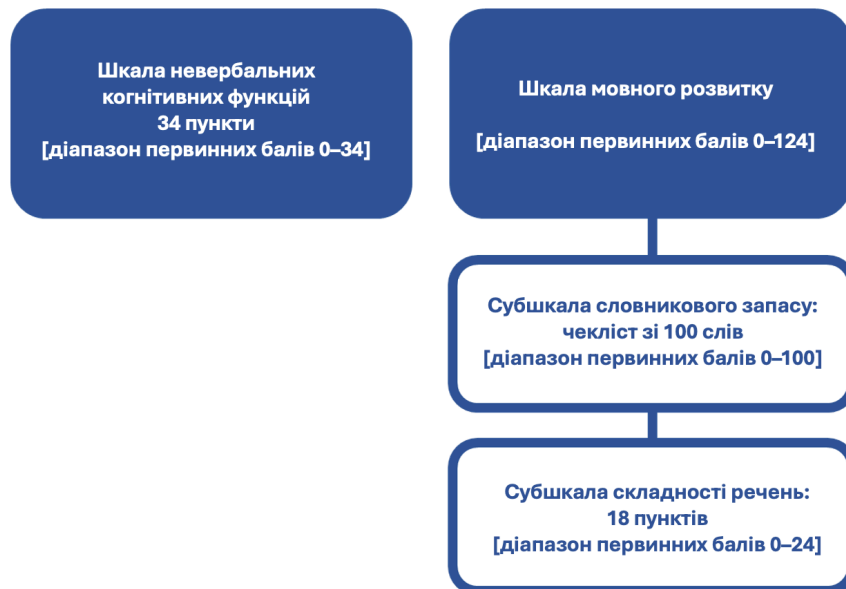 Шкала невербальних
когнітивних функцій
34 пункти
[діапазон первинних балів 0–34]
Шкала мовного розвитку
[діапазон первинних балів 0–124]
Субшкала словникового запасу:
чекліст зі 100 слів
[діапазон первинних балів 0–100]
Субшкала складності речень:
18 пунктів
[діапазон первинних балів 0–24]